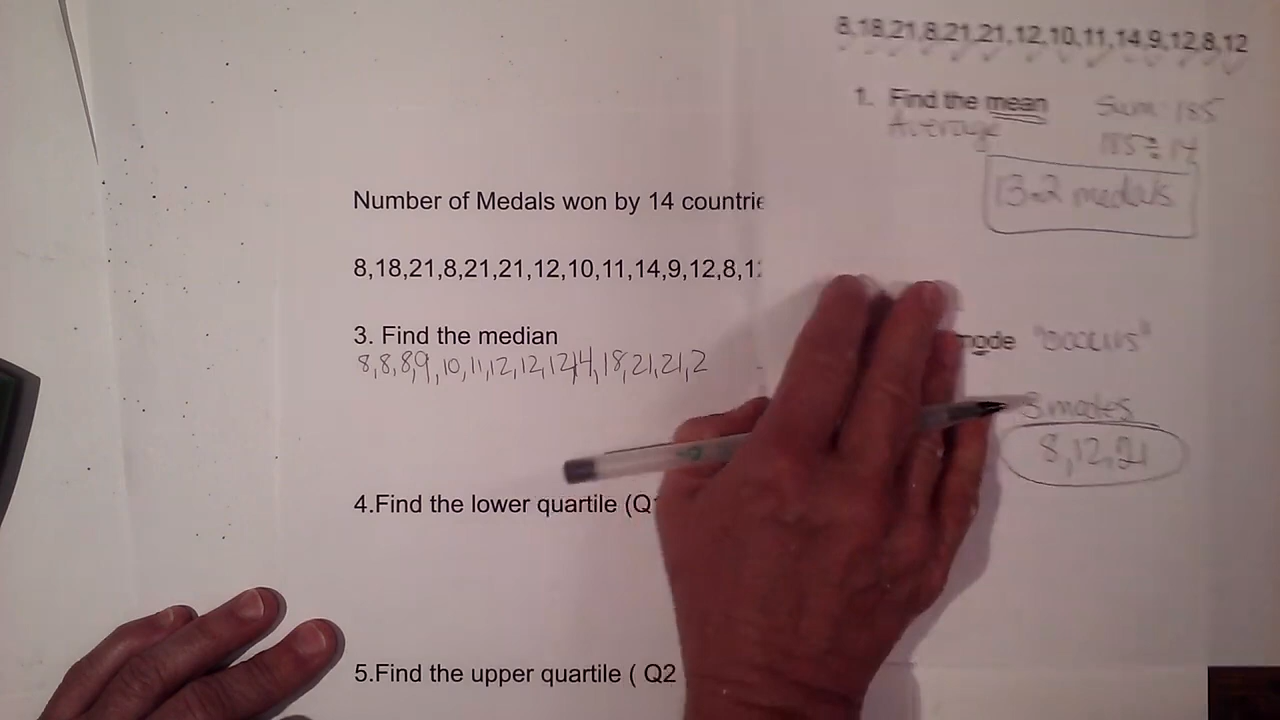 8,18,21,8,21,21,12,10,11,14,9,12,8,12
1. Find the mean
Sum: 185
Average
185÷14
13.2 medals
Number of Medals won by 14 countrie
8,18,21,8,21,21,12,10,11,14,9,12,8,1
3. Find the median
8,8,8,9,10,11,12,12,12,14,18,21,21,2
mode "occurs"
3 modes
8,12,21
4.Find the lower quartile (Q1
5.Find the upper quartile ( Q2